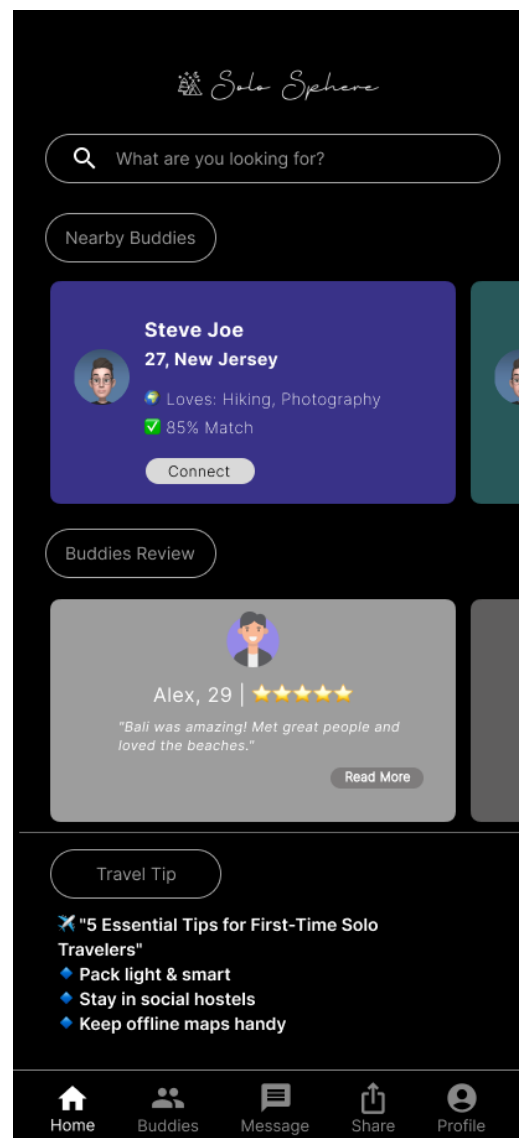 Solo Sphere
What are you looking for?
Nearby Buddies
Steve Joe
27, New Jersey
🌍 Loves: Hiking, Photography
✅ 85% Match
Connect
Buddies Review
Alex, 29 | ⭐⭐⭐⭐⭐
"Bali was amazing! Met great people and
loved the beaches."
Read More
Travel Tip
✈️ "5 Essential Tips for First-Time Solo
Travelers"
🔹 Pack light & smart
🔹 Stay in social hostels
🔹 Keep offline maps handy
Home Buddies Message Share Profile